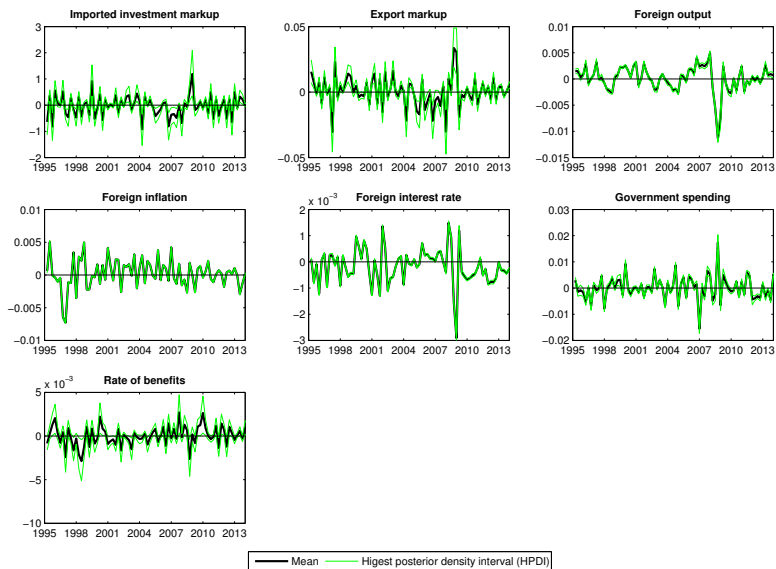 Imported investment markup
3
2
1
0
−1
−2
1995 1998 2001 2004 2007 2010 2013
Export markup
0.05
0
−0.05
1995 1998 2001 2004 2007 2010 2013
Foreign output
0.01
0.005
0
−0.005
−0.01
−0.015
1995 1998 2001 2004 2007 2010 2013
Foreign inflation
0.01
0.005
0
−0.005
−0.01
1995 1998 2001 2004 2007 2010 2013
Foreign interest rate
x 10−3
2
1
0
−1
−2
−3
1995 1998 2001 2004 2007 2010 2013
Government spending
0.03
0.02
0.01
0
−0.01
−0.02
1995 1998 2001 2004 2007 2010 2013
Rate of benefits
x 10−3
5
0
−5
−10
1995 1998 2001 2004 2007 2010 2013
Mean
Higest posterior density interval (HPDI)